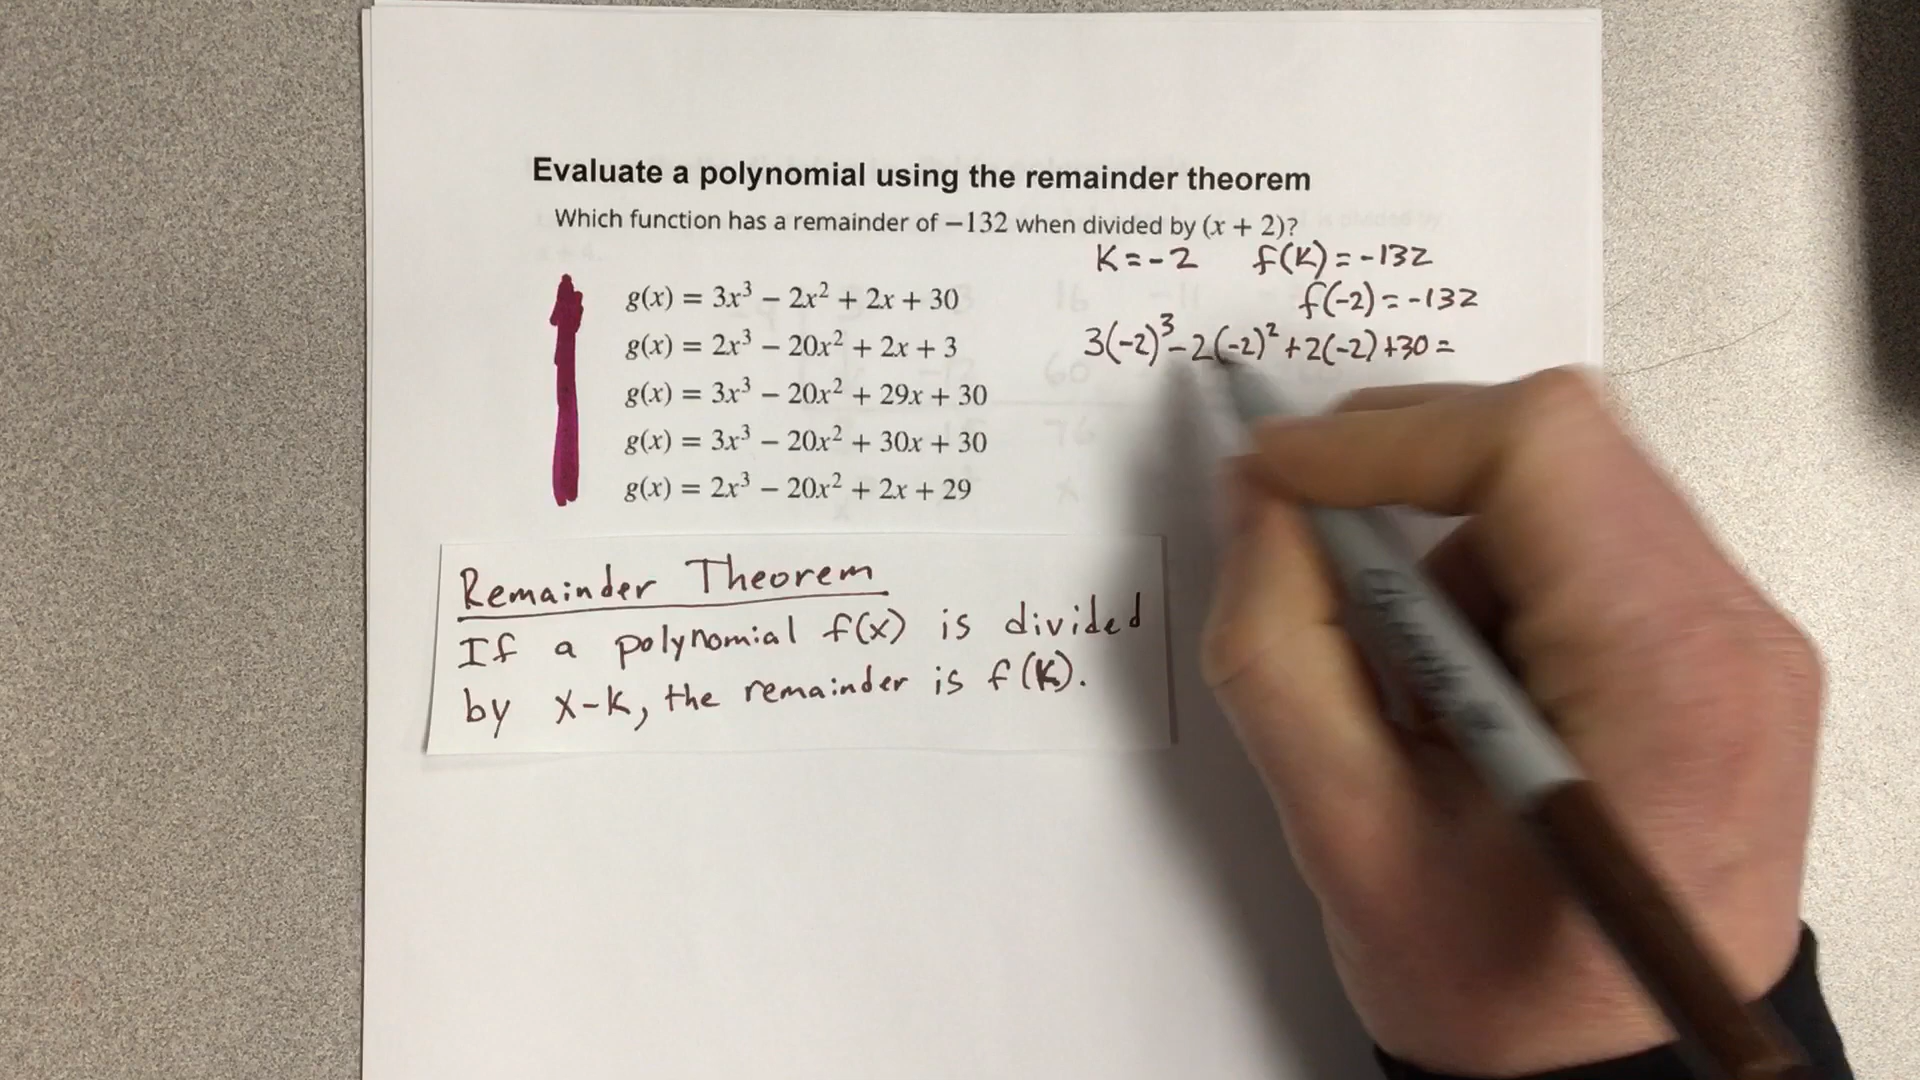 Evaluate a polynomial using the remainder theorem
Which function has a remainder of −132 when divided by (x + 2)?
K = -2 f(K) = -132
f(-2) = -132
g(x) = 3x³ − 2x² + 2x + 30
3(-2)³ - 2(-2)² + 2(-2) + 30 =
g(x) = 2x³ − 20x² + 2x + 3
g(x) = 3x³ − 20x² + 29x + 30
g(x) = 3x³ − 20x² + 30x + 30
g(x) = 2x³ − 20x² + 2x + 29
Remainder Theorem
If a polynomial f(x) is divided
by x-K, the remainder is f(K).